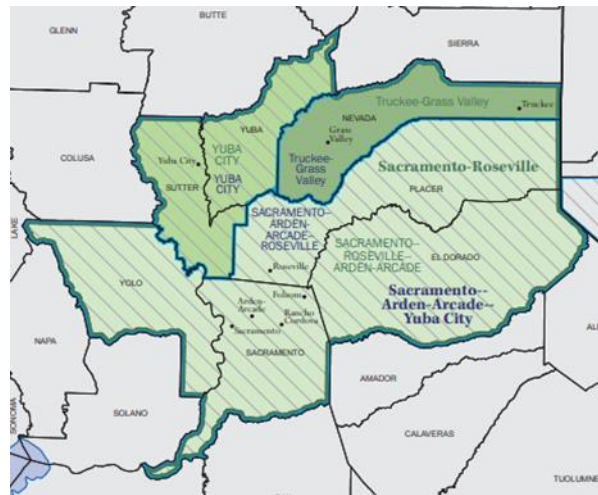 BUTTE
GLENN
SIERRA
Truckee-Grass Valley
Truckee
NEVADA
YUBA
Grass
Valley
COLUSA
Yuba City
YUBA
CITY
Truckee-
Grass
Valley
Sacramento-Roseville
SUTTER
YUBA
CITY
PLACER
LAKE
SACRAMENTO--
ARDEN-
ARCADE--
ROSEVILLE
SACRAMENTO--
ROSEVILLE--
ARDEN-ARCADE
EL DORADO
Roseville
YOLO
Sacramento--
Arden-Arcade--
Yuba City
Folsom
Arden-
Arcade
Rancho
Cordova
Sacramento
NAPA
SACRAMENTO
AMADOR
SONOMA
SOLANO
CALAVERAS
TUOLUMNE